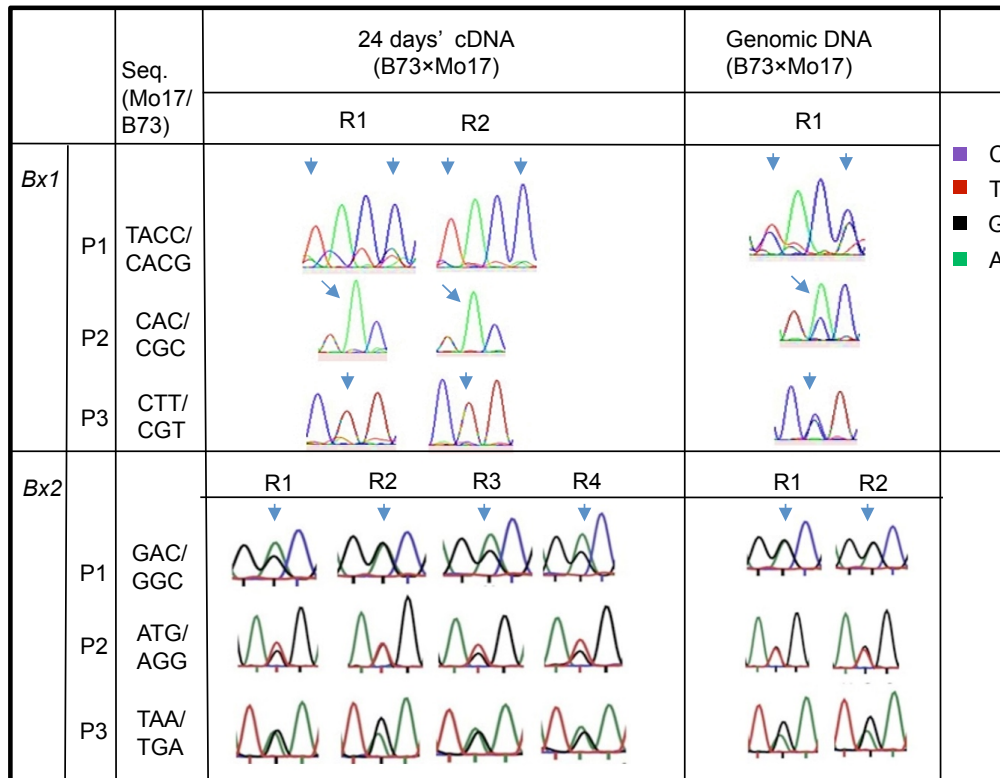 Seq.
(Mo17/
B73)
24 days' cDNA
(B73×Mo17)
Genomic DNA
(B73×Mo17)
R1 R2
R1
Bx1
P1
TACC/
CACG
P2
CAC/
CGC
P3
CTT/
CGT
C
T
G
A
Bx2
R1 R2 R3 R4
R1 R2
P1
GAC/
GGC
P2
ATG/
AGG
P3
TAA/
TGA